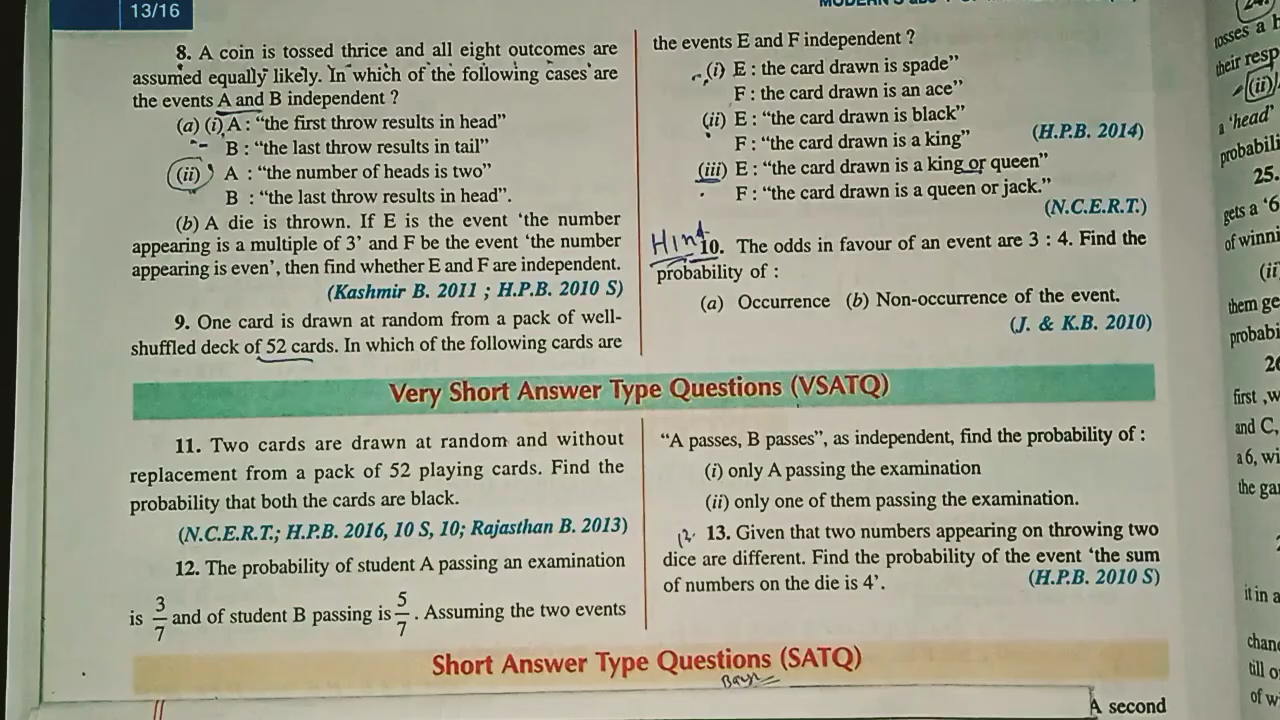 13/16
8. A coin is tossed thrice and all eight outcomes are
assumed equally likely. In which of the following cases are
the events A and B independent ?
(a) (i) A : “the first throw results in head”
B : “the last throw results in tail”
(ii) A : “the number of heads is two”
B : “the last throw results in head”.
(b) A die is thrown. If E is the event ‘the number
appearing is a multiple of 3’ and F be the event ‘the number
appearing is even’, then find whether E and F are independent.
(Kashmir B. 2011 ; H.P.B. 2010 S)
9. One card is drawn at random from a pack of well-
shuffled deck of 52 cards. In which of the following cards are
the events E and F independent ?
(i) E : the card drawn is spade”
F : the card drawn is an ace”
(ii) E : “the card drawn is black”
F : “the card drawn is a king”
(H.P.B. 2014)
(iii) E : “the card drawn is a king or queen”
F : “the card drawn is a queen or jack.”
(N.C.E.R.T.)
Hint
10. The odds in favour of an event are 3 : 4. Find the
probability of :
(a) Occurrence (b) Non-occurrence of the event.
(J. & K.B. 2010)
Very Short Answer Type Questions (VSATQ)
11. Two cards are drawn at random and without
replacement from a pack of 52 playing cards. Find the
probability that both the cards are black.
(N.C.E.R.T.; H.P.B. 2016, 10 S, 10; Rajasthan B. 2013)
12. The probability of student A passing an examination
is 3/7 and of student B passing is 5/7. Assuming the two events
“A passes, B passes”, as independent, find the probability of :
(i) only A passing the examination
(ii) only one of them passing the examination.
13. Given that two numbers appearing on throwing two
dice are different. Find the probability of the event ‘the sum
of numbers on the die is 4’.
(H.P.B. 2010 S)
Short Answer Type Questions (SATQ)
A second
tosses a
their resp
(ii)
a ‘head’
probabili
25.
gets a ‘6
of winni
(ii
them ge
probabi
first ,w
and C,
a 6, wi
the ga
it in a
chan
till o
of w